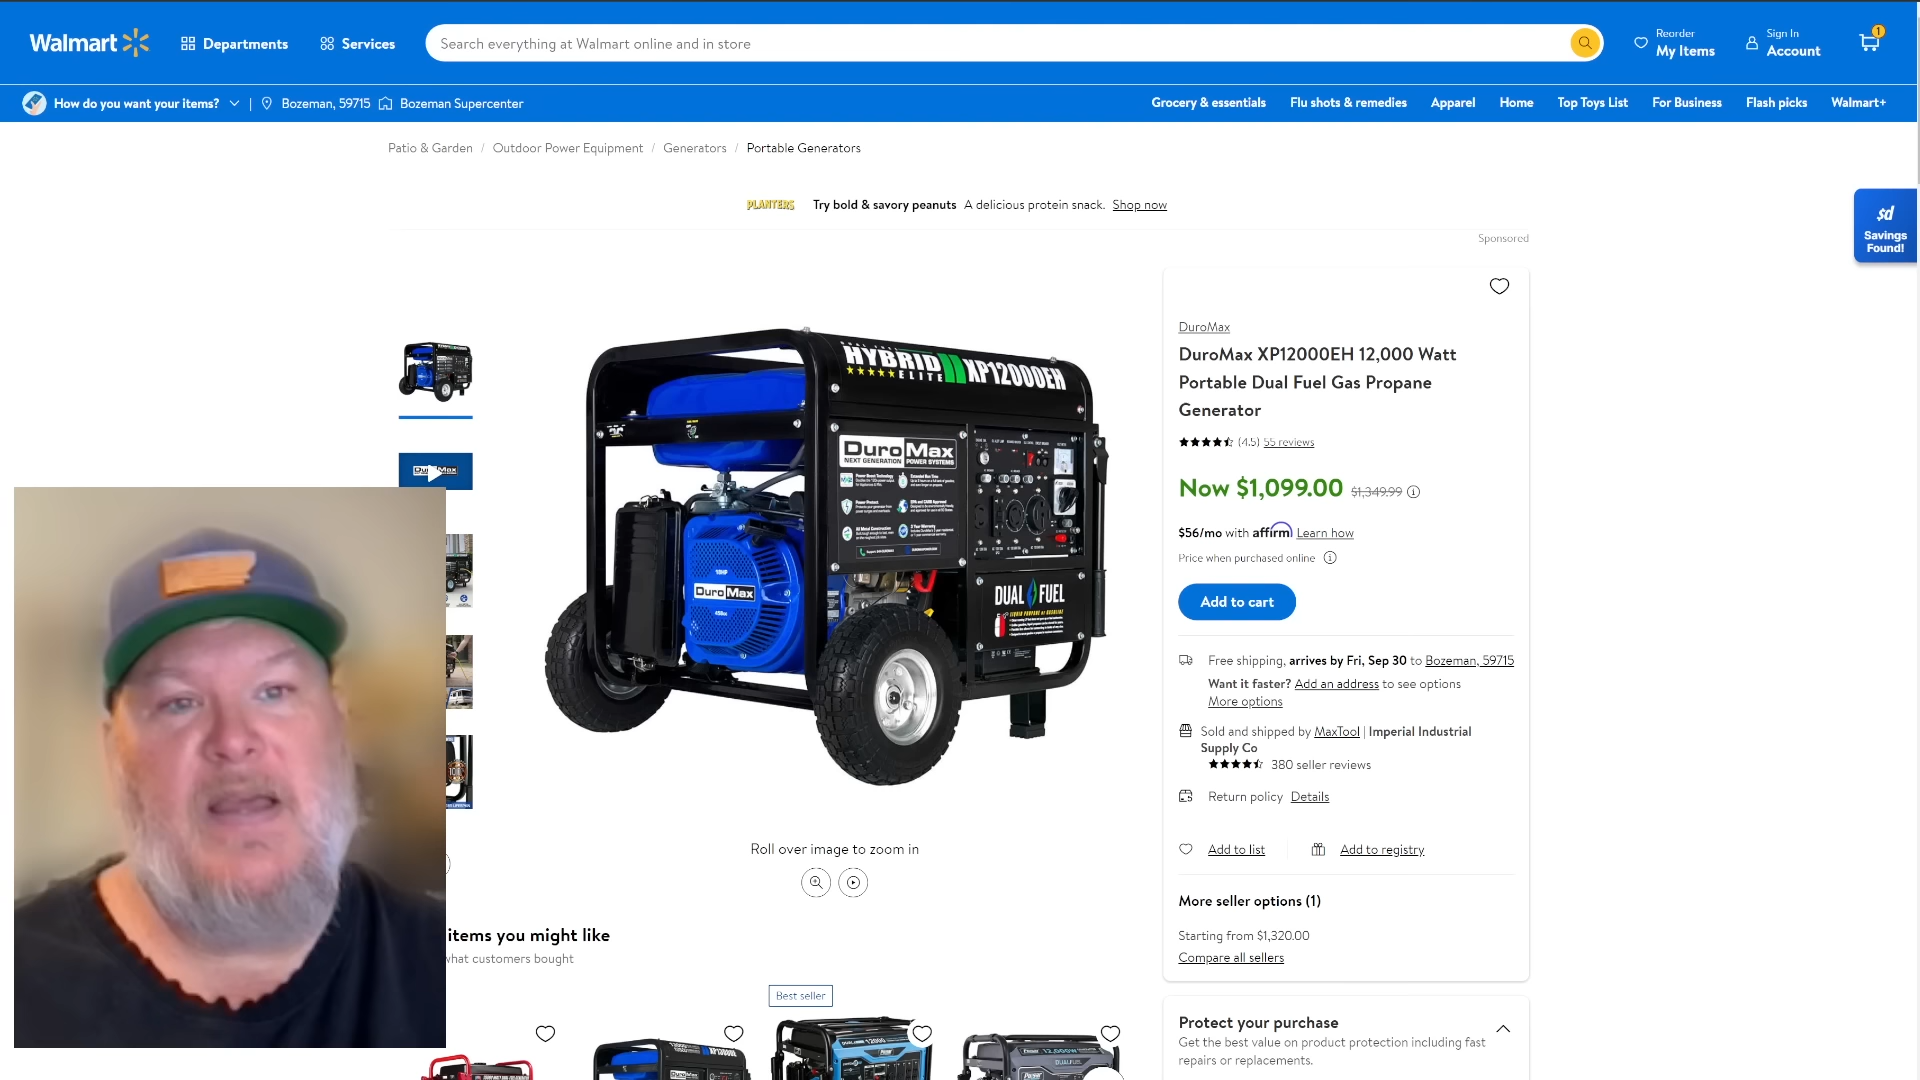 Walmart
Departments
Services
Search everything at Walmart online and in store
Reorder
My Items
Sign In
Account
1
How do you want your items?
Bozeman, 59715
Bozeman Supercenter
Grocery & essentials
Flu shots & remedies
Apparel
Home
Top Toys List
For Business
Flash picks
Walmart+
Patio & Garden / Outdoor Power Equipment / Generators / Portable Generators
PLANTERS
Try bold & savory peanuts A delicious protein snack. Shop now
Sponsored
$d
Savings
Found!
HYBRID XP12000EH
ELITE
DuroMax
NEXT GENERATION POWER SYSTEMS
DuroMax
DUAL FUEL
DuroMax
DuroMax XP12000EH 12,000 Watt
Portable Dual Fuel Gas Propane
Generator
(4.5) 55 reviews
Now $1,099.00 $1,349.99
$56/mo with affirm Learn how
Price when purchased online
Add to cart
Free shipping, arrives by Fri, Sep 30 to Bozeman, 59715
Want it faster? Add an address to see options
More options
Sold and shipped by MaxTool | Imperial Industrial
Supply Co
380 seller reviews
Return policy Details
Add to list
Add to registry
More seller options (1)
Starting from $1,320.00
Compare all sellers
Protect your purchase
Get the best value on product protection including fast
repairs or replacements.
Roll over image to zoom in
items you might like
what customers bought
Best seller